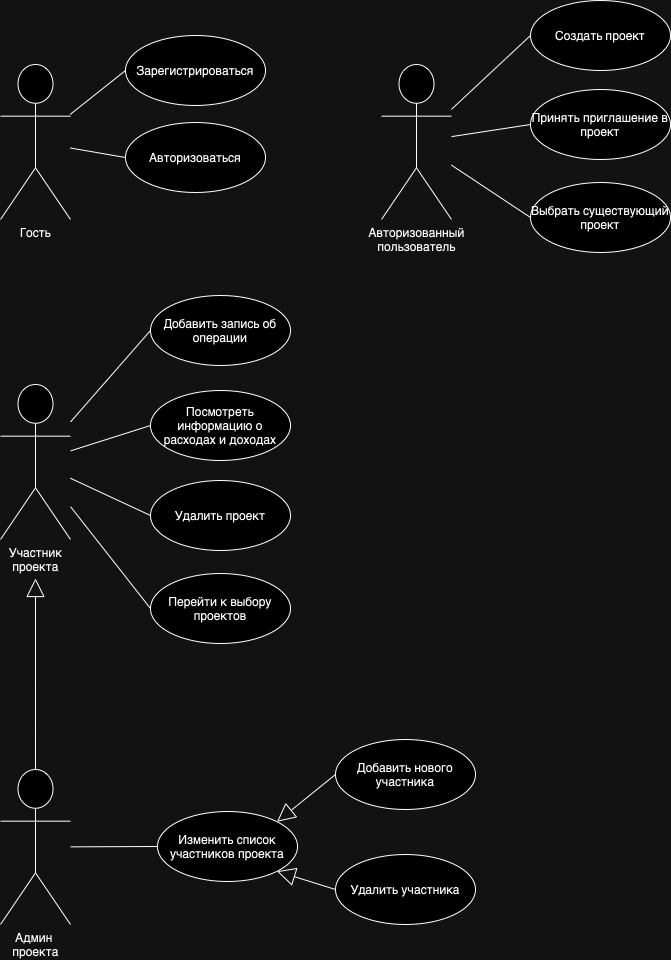 Зарегистрироваться
Авторизоваться
Гость
Создать проект
Принять приглашение в
проект
Выбрать существующий
проект
Авторизованный
пользователь
Добавить запись об
операции
Посмотреть
информацию о
расходах и доходах
Удалить проект
Перейти к выбору
проектов
Участник
проекта
Добавить нового
участника
Изменить список
участников проекта
Удалить участника
Админ
проекта